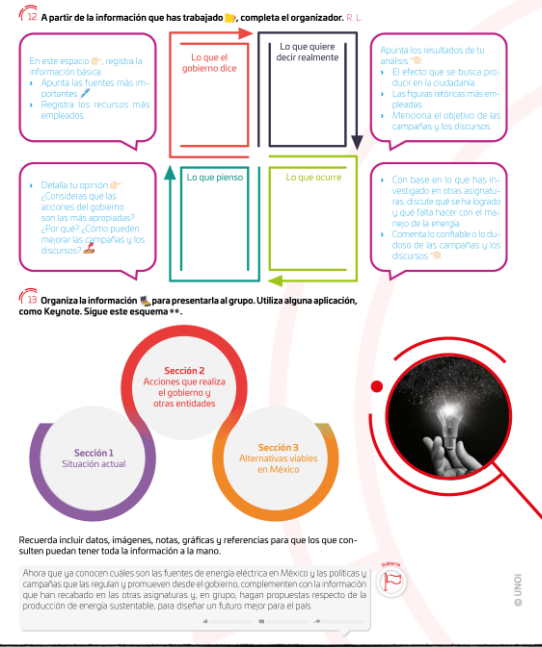 12 A partir de la información que has trabajado, completa el organizador. R. L.
En este espacio, registra la
información básica.
Apunta las fuentes más im-
portantes
Registra los recursos más
empleados.
Lo que el
gobierno dice
Lo que quiere
decir realmente
Apunta los resultados de tu
análisis
El efecto que se busca pro-
ducir en la ciudadanía.
Las figuras retóricas más em-
pleadas.
Menciona el objetivo de las
campañas y los discursos.
Detalla tu opinión
¿Consideras que las
acciones del gobierno
son las más apropiadas?
¿Por qué? ¿Cómo pueden
mejorar las campañas y los
discursos?
Lo que pienso
Lo que ocurre
Con base en lo que has in-
vestigado en otras asignatu-
ras, discute qué se ha logrado
y qué falta hacer con el ma-
nejo de la energía.
Comenta lo confiable o lo du-
doso de las campañas y los
discursos.
13 Organiza la información para presentarla al grupo. Utiliza alguna aplicación,
como Keynote. Sigue este esquema.
Sección 2
Acciones que realiza
el gobierno y
otras entidades
Sección 1
Situación actual
Sección 3
Alternativas viables
en México
Recuerda incluir datos, imágenes, notas, gráficas y referencias para que los que con-
sulten puedan tener toda la información a la mano.
Ahora que ya conocen cuáles son las fuentes de energía eléctrica en México y las políticas y
campañas que las regulan y promueven desde el gobierno, complementen con la información
que han recabado en las otras asignaturas y, en grupo, hagan propuestas respecto de la
producción de energía sustentable, para diseñar un futuro mejor para el país.
© UNOi